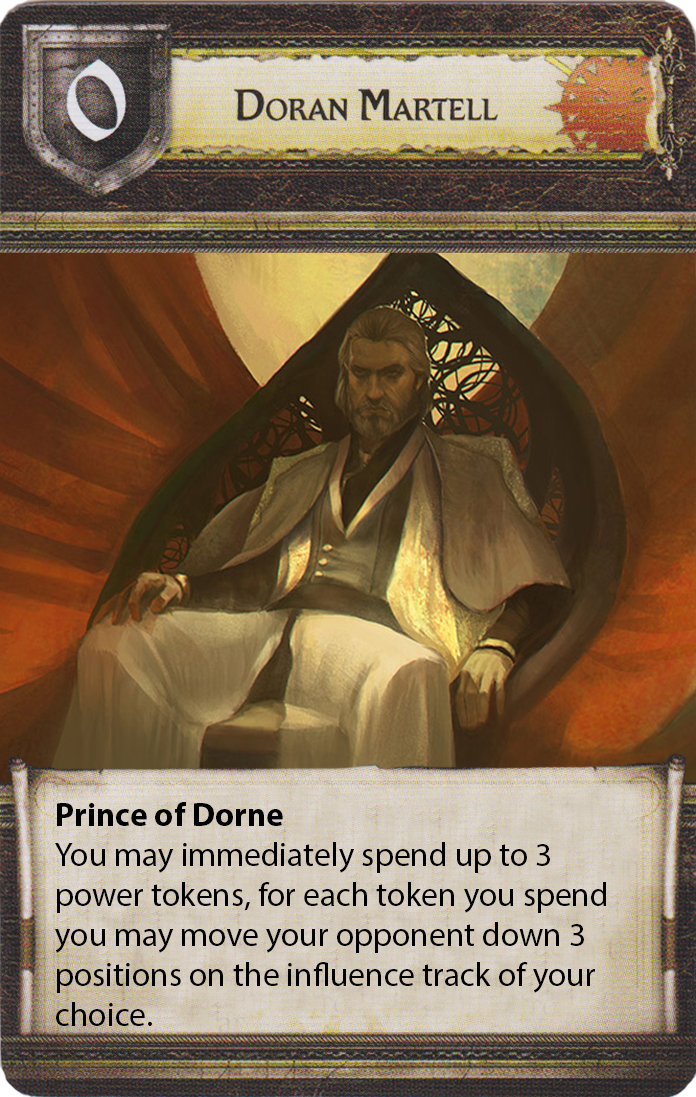 0
DORAN MARTELL
Prince of Dorne
You may immediately spend up to 3
power tokens, for each token you spend
you may move your opponent down 3
positions on the influence track of your
choice.